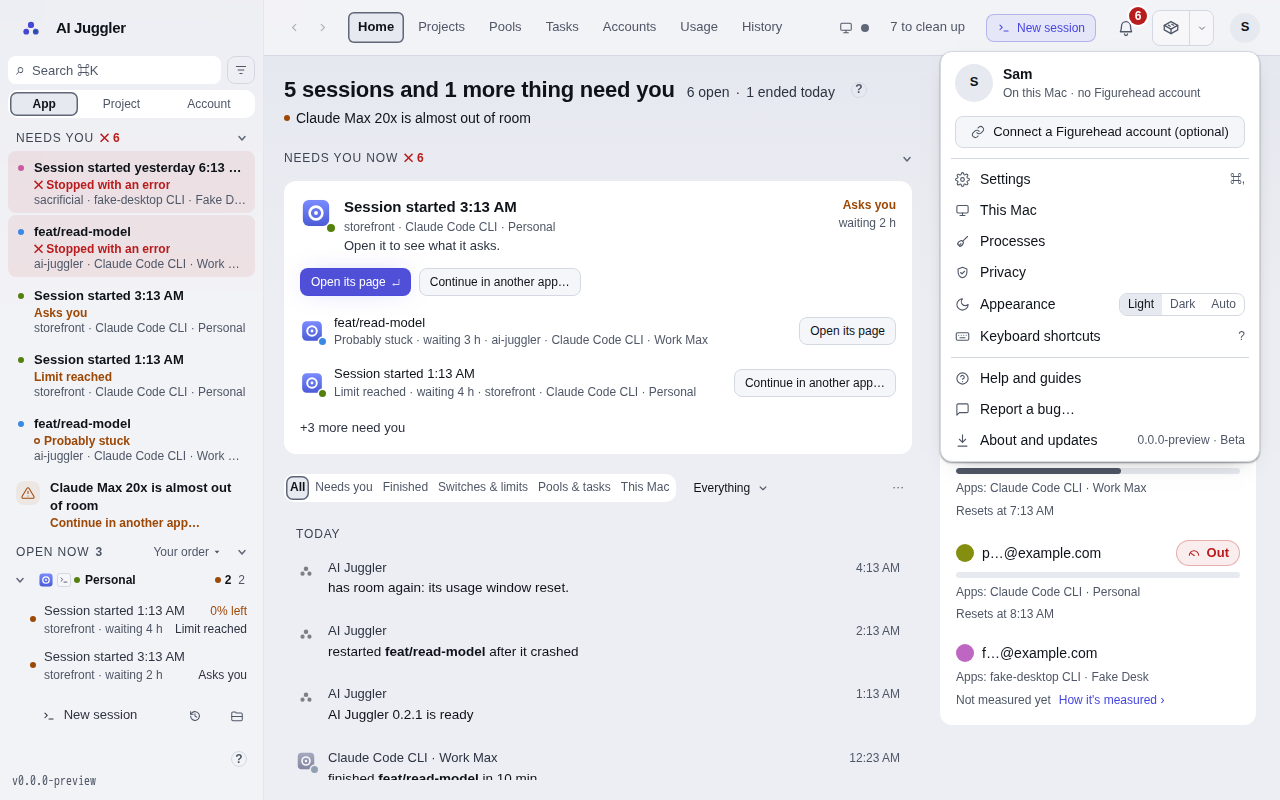 AI Juggler
Search ⌘K
App
Project
Account
NEEDS YOU
6
Session started yesterday 6:13 …
Stopped with an error
sacrificial · fake-desktop CLI · Fake D…
feat/read-model
Stopped with an error
ai-juggler · Claude Code CLI · Work …
Session started 3:13 AM
Asks you
storefront · Claude Code CLI · Personal
Session started 1:13 AM
Limit reached
storefront · Claude Code CLI · Personal
feat/read-model
Probably stuck
ai-juggler · Claude Code CLI · Work …
Claude Max 20x is almost out
of room
Continue in another app…
OPEN NOW 3
Your order
Personal
2 2
Session started 1:13 AM
0% left
storefront · waiting 4 h
Limit reached
Session started 3:13 AM
storefront · waiting 2 h
Asks you
New session
?
v0.0.0-preview
Home
Projects
Pools
Tasks
Accounts
Usage
History
7 to clean up
New session
6
S
5 sessions and 1 more thing need you
6 open · 1 ended today
?
Claude Max 20x is almost out of room
NEEDS YOU NOW
6
Session started 3:13 AM
Asks you
storefront · Claude Code CLI · Personal
waiting 2 h
Open it to see what it asks.
Open its page
Continue in another app…
feat/read-model
Probably stuck · waiting 3 h · ai-juggler · Claude Code CLI · Work Max
Open its page
Session started 1:13 AM
Limit reached · waiting 4 h · storefront · Claude Code CLI · Personal
Continue in another app…
+3 more need you
All
Needs you
Finished
Switches & limits
Pools & tasks
This Mac
Everything
…
TODAY
AI Juggler
4:13 AM
has room again: its usage window reset.
AI Juggler
2:13 AM
restarted feat/read-model after it crashed
AI Juggler
1:13 AM
AI Juggler 0.2.1 is ready
Claude Code CLI · Work Max
12:23 AM
finished feat/read-model in 10 min
S
Sam
On this Mac · no Figurehead account
Connect a Figurehead account (optional)
Settings
⌘,
This Mac
Processes
Privacy
Appearance
Light
Dark
Auto
Keyboard shortcuts
?
Help and guides
Report a bug…
About and updates
0.0.0-preview · Beta
Apps: Claude Code CLI · Work Max
Resets at 7:13 AM
p…@example.com
Out
Apps: Claude Code CLI · Personal
Resets at 8:13 AM
f…@example.com
Apps: fake-desktop CLI · Fake Desk
Not measured yet
How it's measured ›